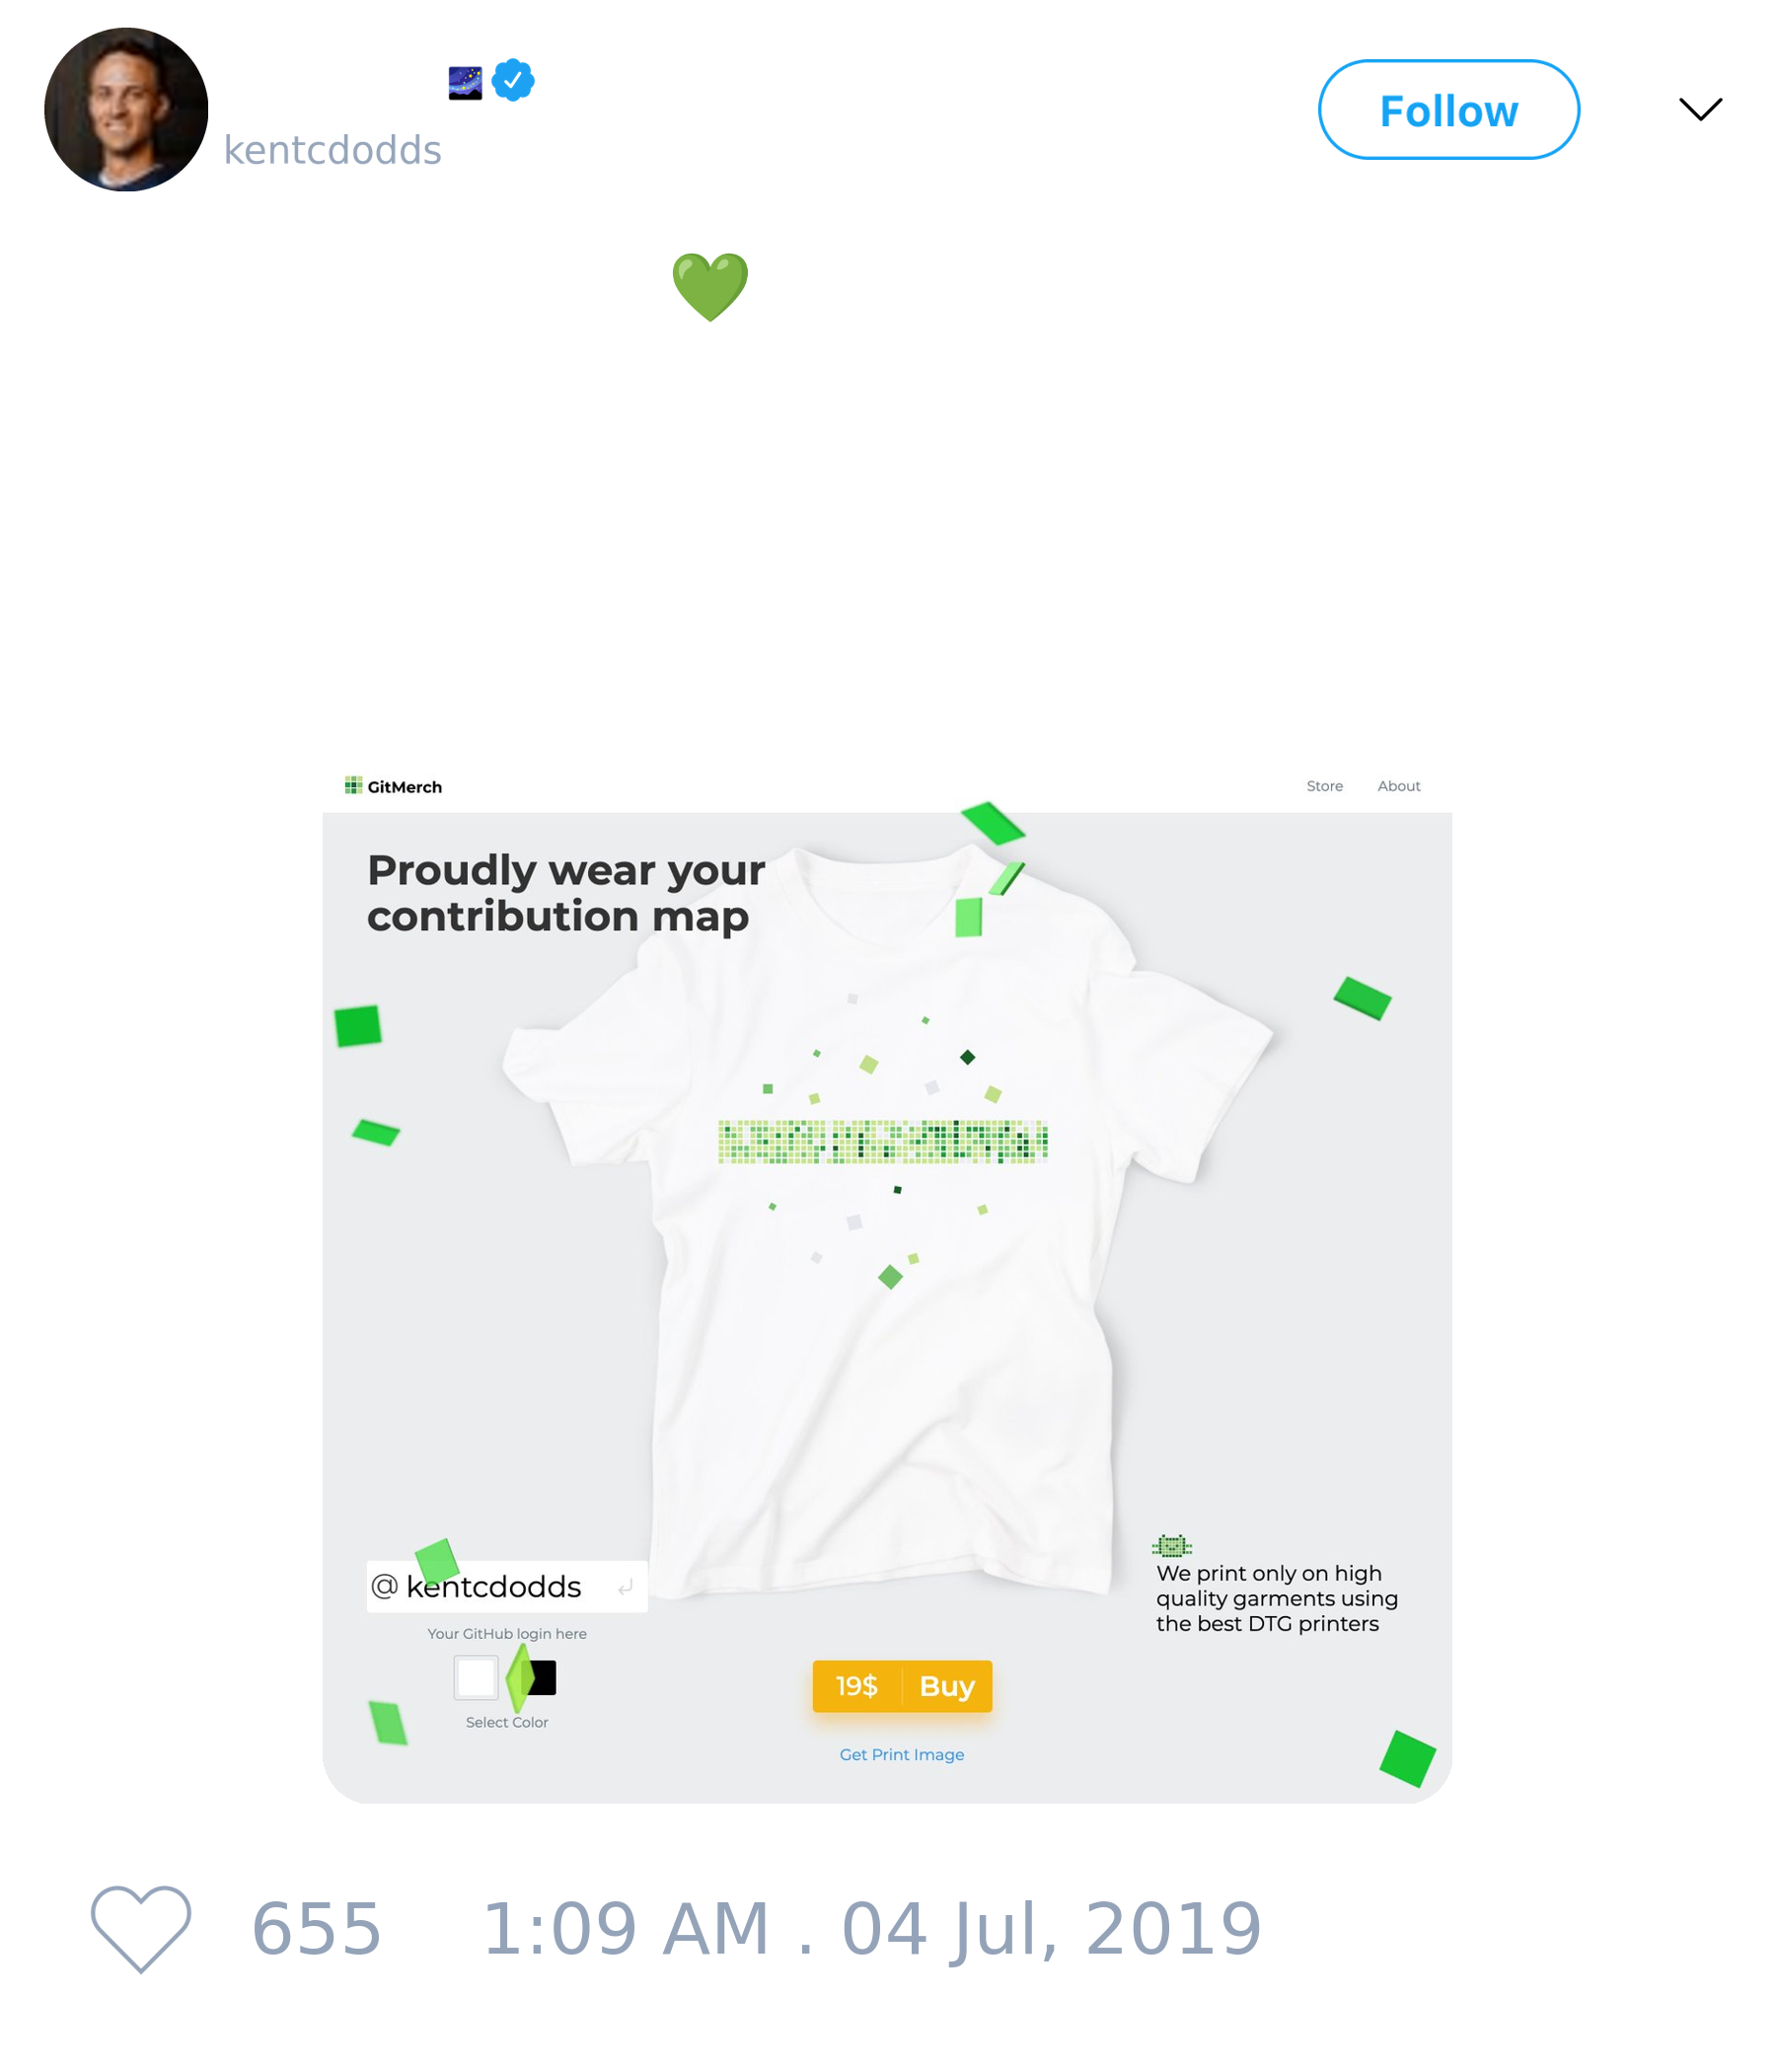 kentcdodds
Follow
GitMerch
Store
About
Proudly wear your
contribution map
@ kentcdodds
Your GitHub login here
Select Color
19$ Buy
Get Print Image
We print only on high
quality garments using
the best DTG printers
655 1:09 AM . 04 Jul, 2019